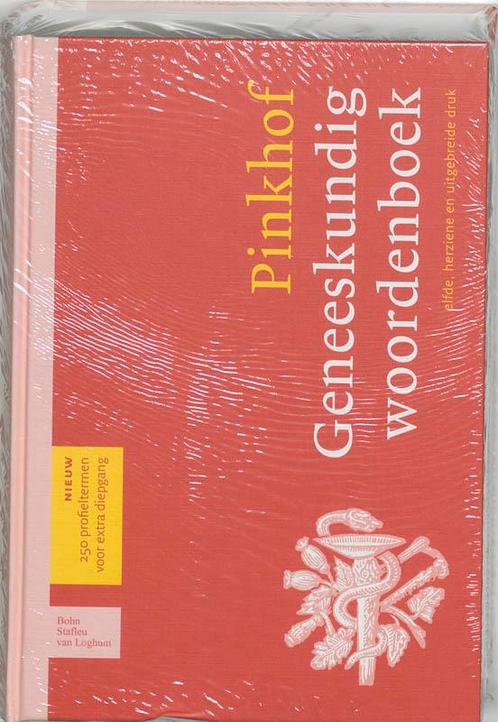 Pinkhof
Geneeskundig
woordenboek
elfde, herziene en uitgebreide druk
NIEUW
250 profieltermen
voor extra diepgang
Bohn
Stafleu
van Loghum